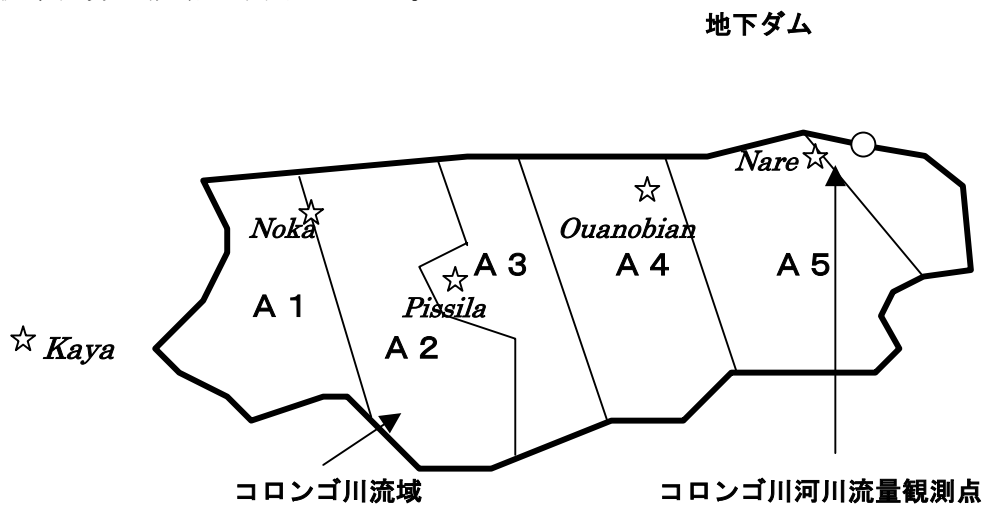 地下ダム
Nare
Noka
Ouanobian
A3
A4
A5
A1
Pissila
A2
Kaya
コロンゴ川流域
コロンゴ川河川流量観測点